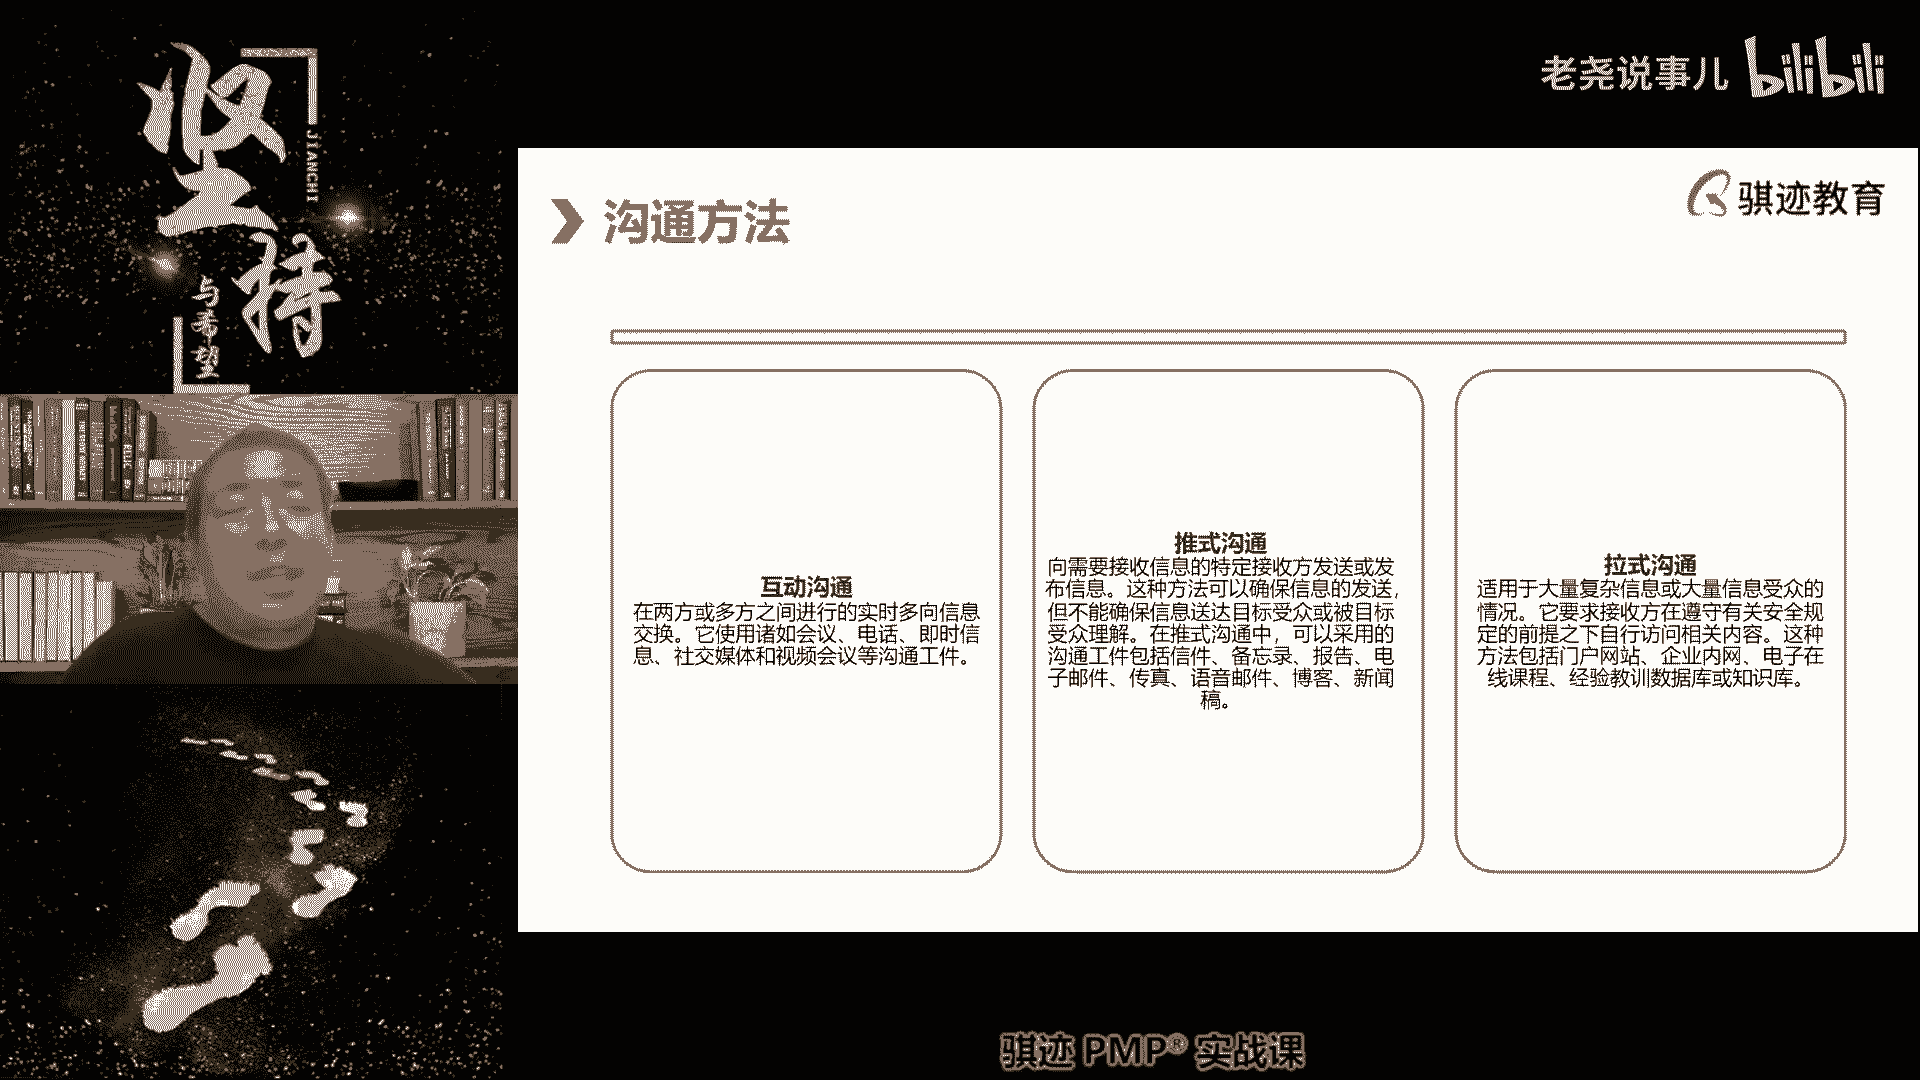 坚持
JIANCHI
与希望
老尧说事儿 bilibili
骐迹教育
沟通方法
互动沟通
在两方或多方之间进行的实时多向信息
交换。它使用诸如会议、电话、即时信
息、社交媒体和视频会议等沟通工件。
推式沟通
向需要接收信息的特定接收方发送或发
布信息。这种方法可以确保信息的发送，
但不能确保信息送达目标受众或被目标
受众理解。在推式沟通中，可以采用的
沟通工件包括信件、备忘录、报告、电
子邮件、传真、语音邮件、博客、新闻
稿。
拉式沟通
适用于大量复杂信息或大量信息受众的
情况。它要求接收方在遵守有关安全规
定的前提之下自行访问相关内容。这种
方法包括门户网站、企业内网、电子在
线课程、经验教训数据库或知识库。
骐迹 PMP® 实战课